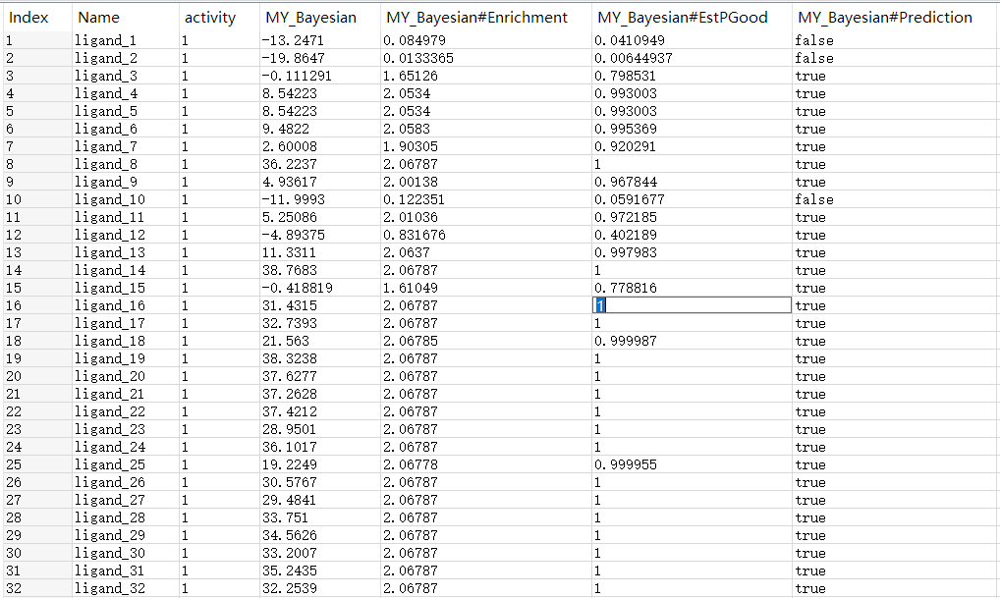 Index Name activity MY_Bayesian MY_Bayesian#Enrichment MY_Bayesian#EstPGood MY_Bayesian#Prediction
1 ligand_1 1 -13.2471 0.084979 0.0410949 false
2 ligand_2 1 -19.8647 0.0133365 0.00644937 false
3 ligand_3 1 -0.111291 1.65126 0.798531 true
4 ligand_4 1 8.54223 2.0534 0.993003 true
5 ligand_5 1 8.54223 2.0534 0.993003 true
6 ligand_6 1 9.4822 2.0583 0.995369 true
7 ligand_7 1 2.60008 1.90305 0.920291 true
8 ligand_8 1 36.2237 2.06787 1 true
9 ligand_9 1 4.93617 2.00138 0.967844 true
10 ligand_10 1 -11.9993 0.122351 0.0591677 false
11 ligand_11 1 5.25086 2.01036 0.972185 true
12 ligand_12 1 -4.89375 0.831676 0.402189 true
13 ligand_13 1 11.3311 2.0637 0.997983 true
14 ligand_14 1 38.7683 2.06787 1 true
15 ligand_15 1 -0.418819 1.61049 0.778816 true
16 ligand_16 1 31.4315 2.06787 1 true
17 ligand_17 1 32.7393 2.06787 1 true
18 ligand_18 1 21.563 2.06785 0.999987 true
19 ligand_19 1 38.3238 2.06787 1 true
20 ligand_20 1 37.6277 2.06787 1 true
21 ligand_21 1 37.2628 2.06787 1 true
22 ligand_22 1 37.4212 2.06787 1 true
23 ligand_23 1 28.9501 2.06787 1 true
24 ligand_24 1 36.1017 2.06787 1 true
25 ligand_25 1 19.2249 2.06778 0.999955 true
26 ligand_26 1 30.5767 2.06787 1 true
27 ligand_27 1 29.4841 2.06787 1 true
28 ligand_28 1 33.751 2.06787 1 true
29 ligand_29 1 34.5626 2.06787 1 true
30 ligand_30 1 33.2007 2.06787 1 true
31 ligand_31 1 35.2435 2.06787 1 true
32 ligand_32 1 32.2539 2.06787 1 true